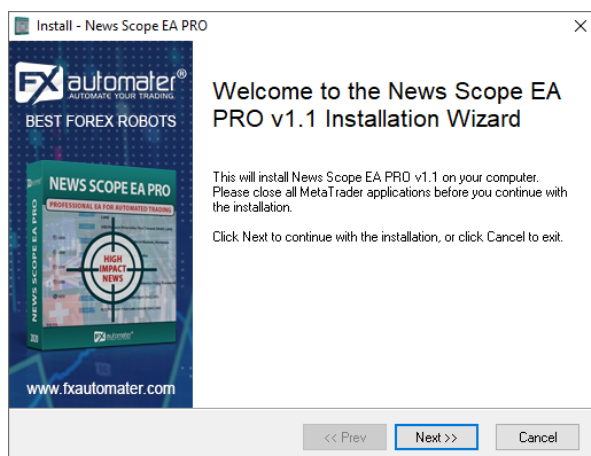 Install - News Scope EA PRO
FX automater®
AUTOMATE YOUR TRADING
BEST FOREX ROBOTS
NEWS SCOPE EA PRO
PROFESSIONAL EA FOR AUTOMATED TRADING
HIGH
IMPACT
NEWS
NEWS SCOPE EA PRO
2020
FX automater®
www.fxautomater.com
Welcome to the News Scope EA
PRO v1.1 Installation Wizard
This will install News Scope EA PRO v1.1 on your computer.
Please close all MetaTrader applications before you continue with
the installation.
Click Next to continue with the installation, or click Cancel to exit.
<< Prev
Next >>
Cancel